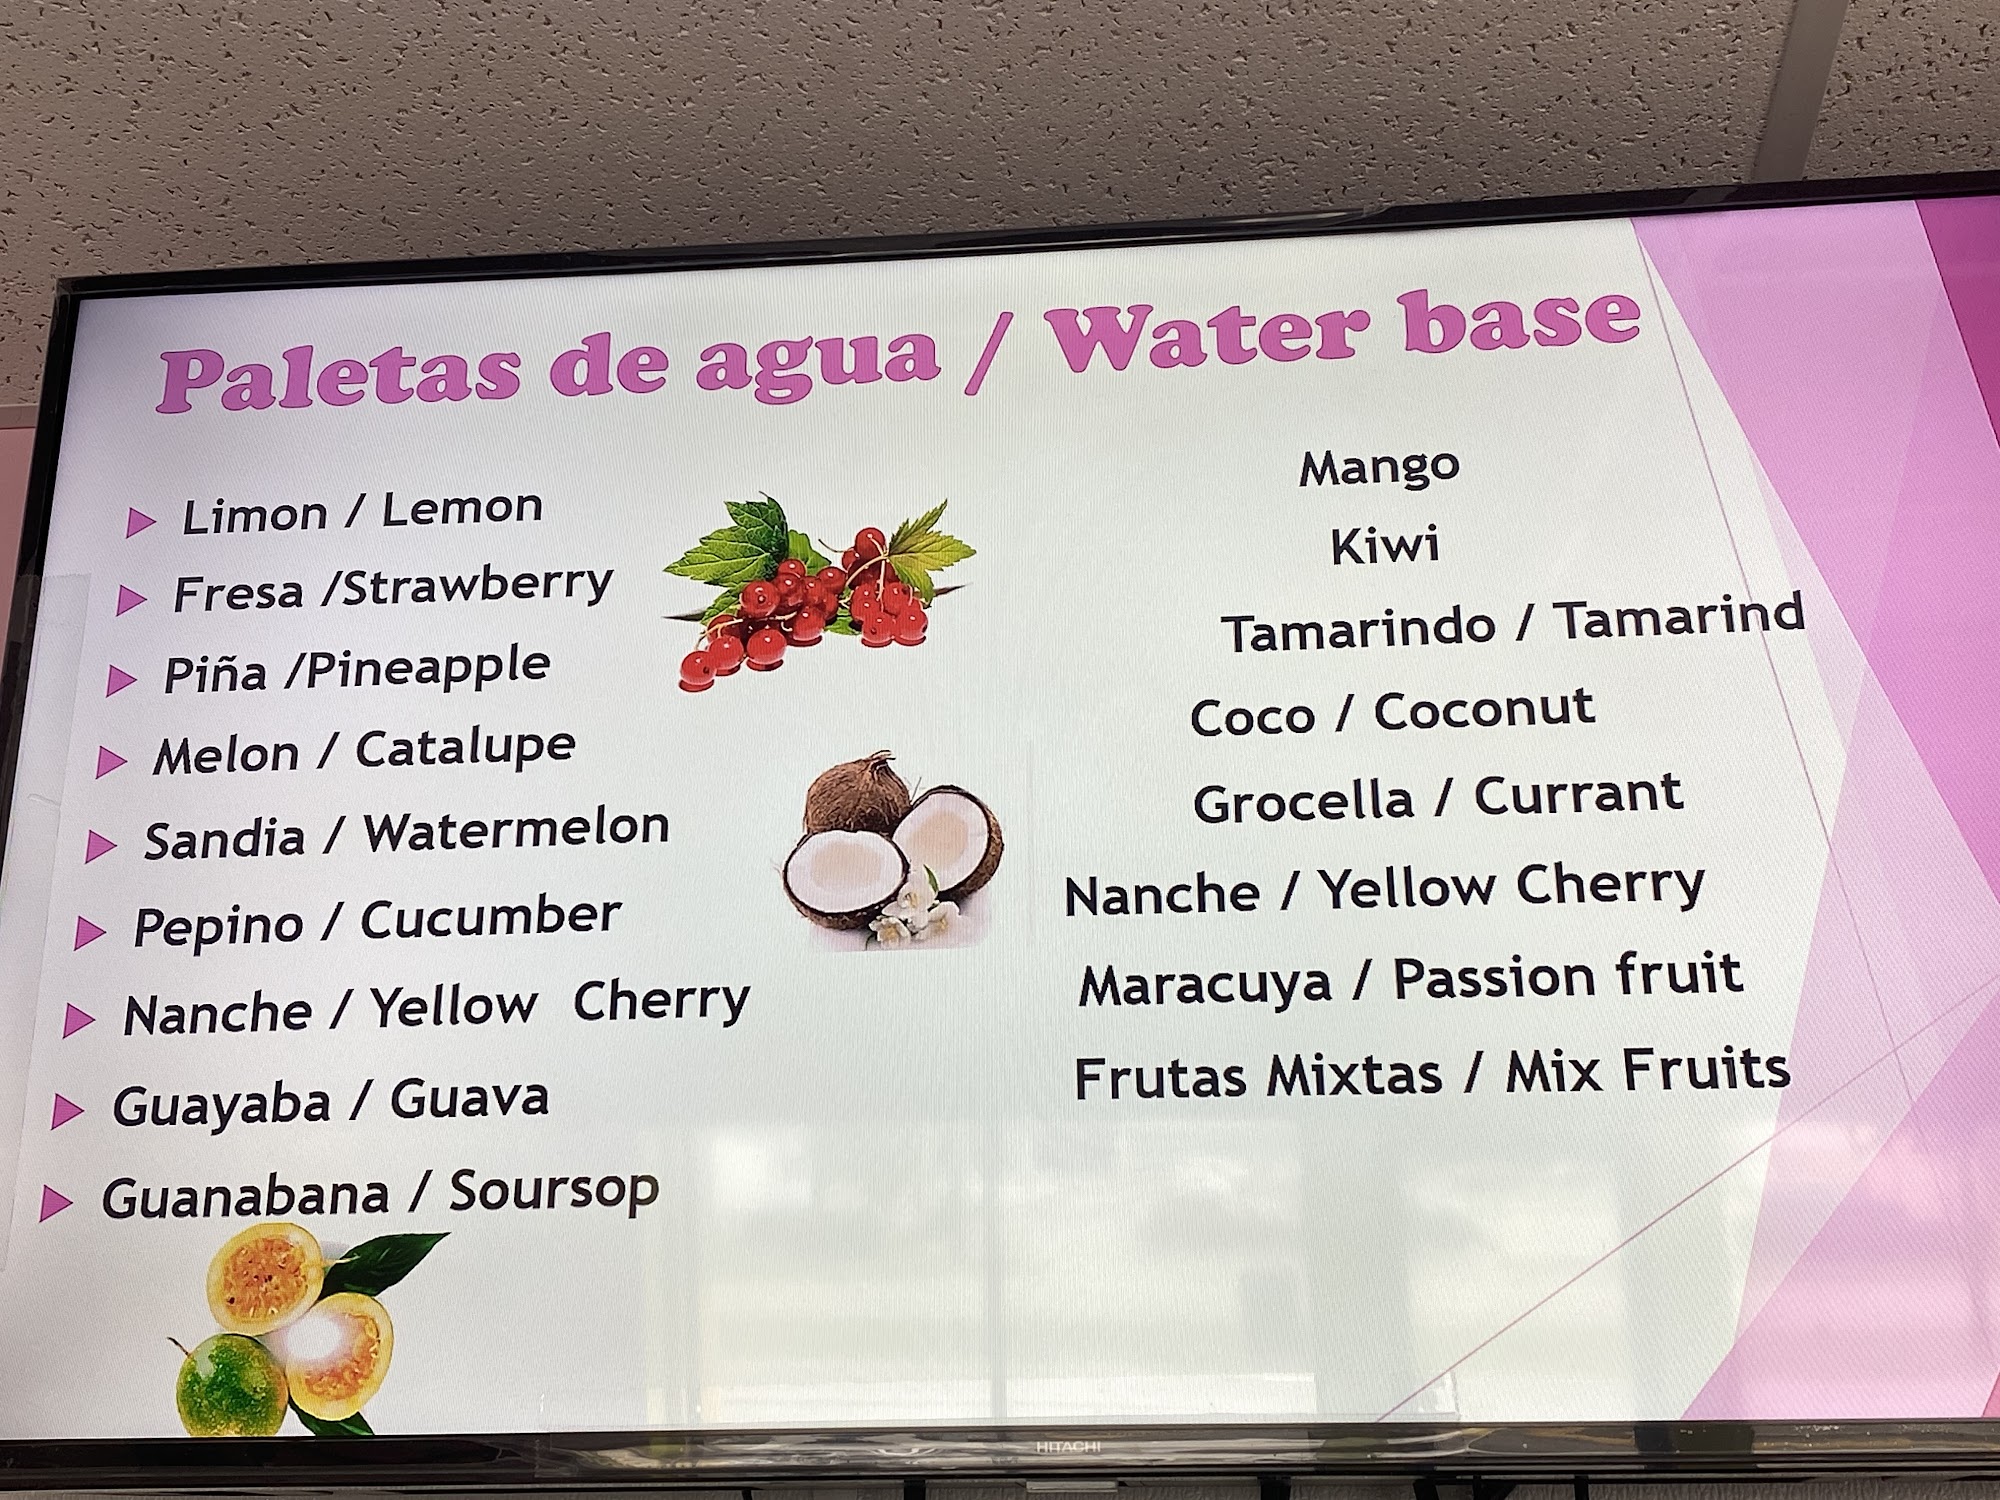 Paletas de agua / Water base
Limon / Lemon
Fresa /Strawberry
Piña /Pineapple
Melon / Catalupe
Sandia / Watermelon
Pepino / Cucumber
Nanche / Yellow Cherry
Guayaba / Guava
Guanabana / Soursop
Mango
Kiwi
Tamarindo / Tamarind
Coco / Coconut
Grocella / Currant
Nanche / Yellow Cherry
Maracuya / Passion fruit
Frutas Mixtas / Mix Fruits
HITACHI